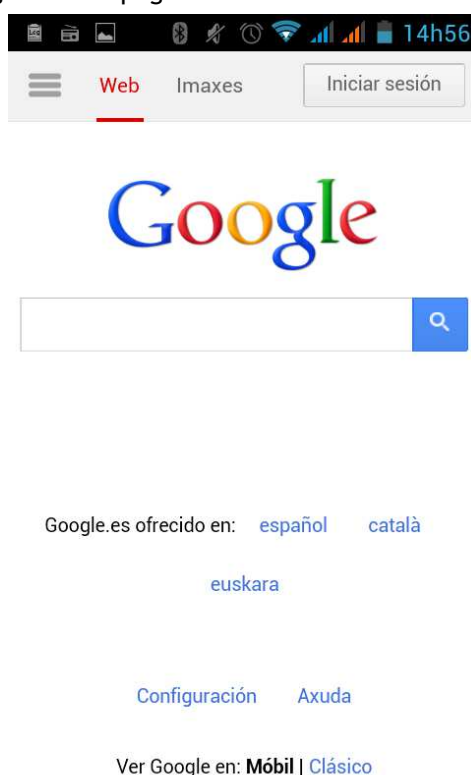 14h56
Web Imaxes Iniciar sesión
Google
Google.es ofrecido en: español català
euskara
Configuración Axuda
Ver Google en: Móbil | Clásico